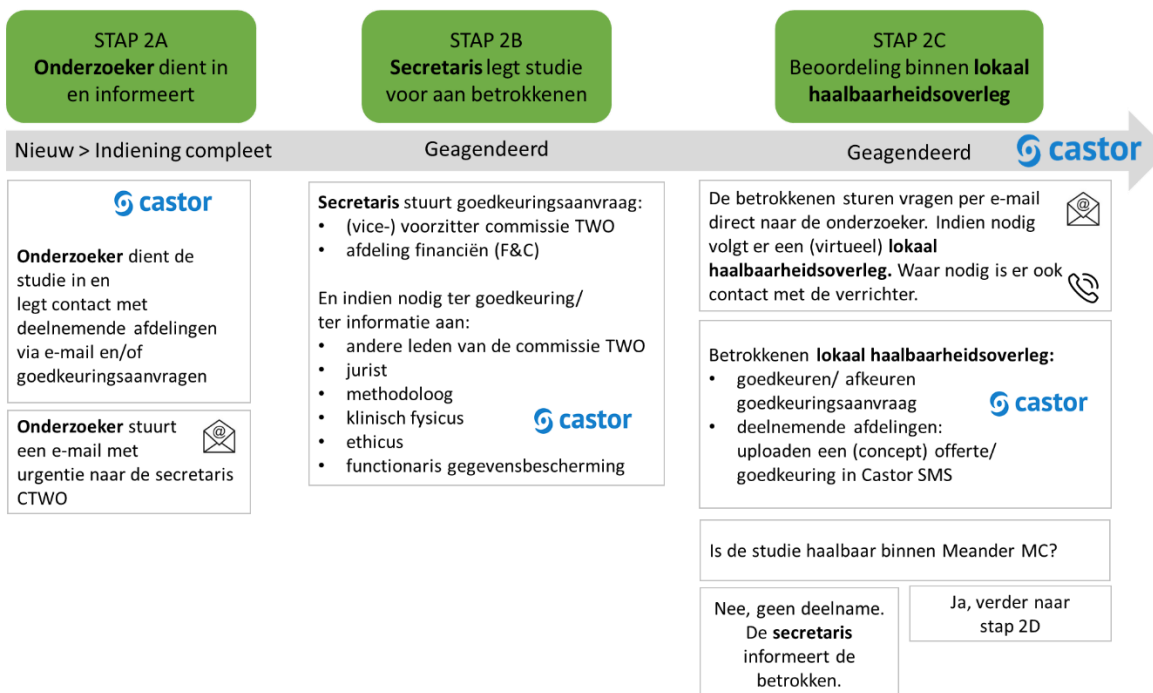 STAP 2A
Onderzoeker dient in
en informeert
STAP 2B
Secretaris legt studie
voor aan betrokkenen
STAP 2C
Beoordeling binnen lokaal
haalbaarheidsoverleg
Nieuw > Indiening compleet
Geagendeerd
Geagendeerd
castor
castor
Onderzoeker dient de
studie in en
legt contact met
deelnemende afdelingen
via e-mail en/of
goedkeuringsaanvragen
Onderzoeker stuurt
een e-mail met
urgentie naar de secretaris
CTWO
Secretaris stuurt goedkeuringsaanvraag:
• (vice-) voorzitter commissie TWO
• afdeling financiën (F&C)
En indien nodig ter goedkeuring/
ter informatie aan:
• andere leden van de commissie TWO
• jurist
• methodoloog
• klinisch fysicus
• ethicus
• functionaris gegevensbescherming
castor
De betrokkenen sturen vragen per e-mail
direct naar de onderzoeker. Indien nodig
volgt er een (virtueel) lokaal
haalbaarheidsoverleg. Waar nodig is er ook
contact met de verrichter.
Betrokkenen lokaal haalbaarheidsoverleg:
• goedkeuren/ afkeuren
goedkeuringsaanvraag
• deelnemende afdelingen:
uploaden een (concept) offerte/
goedkeuring in Castor SMS
castor
Is de studie haalbaar binnen Meander MC?
Nee, geen deelname.
De secretaris
informeert de
betrokken.
Ja, verder naar
stap 2D